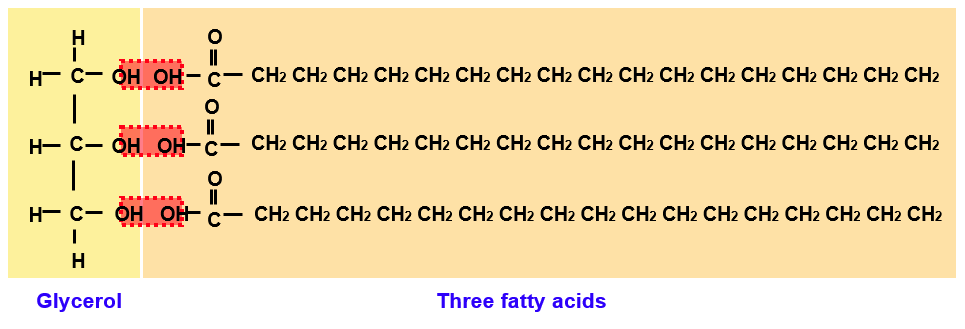 H O
H C OH OH C CH₂ CH₂ CH₂ CH₂ CH₂ CH₂ CH₂ CH₂ CH₂ CH₂ CH₂ CH₂ CH₂ CH₂ CH₂ CH₂ CH₂
O
H C OH OH C CH₂ CH₂ CH₂ CH₂ CH₂ CH₂ CH₂ CH₂ CH₂ CH₂ CH₂ CH₂ CH₂ CH₂ CH₂ CH₂ CH₂
O
H C OH OH C CH₂ CH₂ CH₂ CH₂ CH₂ CH₂ CH₂ CH₂ CH₂ CH₂ CH₂ CH₂ CH₂ CH₂ CH₂ CH₂ CH₂
H
Glycerol Three fatty acids